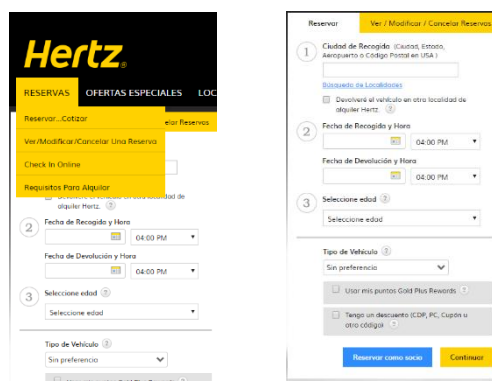 Hertz
RESERVAS OFERTAS ESPECIALES LOC
Reservar...Cotizar
elar Reservas
Ver/Modificar/Cancelar Una Reserva
Check In Online
Requisitos Para Alquilar
alquiler Hertz. ?
2 Fecha de Recogida y Hora
04:00 PM
Fecha de Devolución y Hora
04:00 PM
3 Seleccione edad ?
Seleccione edad
Tipo de Vehículo ?
Sin preferencia
Reservar Ver / Modificar / Cancelar Reservas
1 Ciudad de Recogida (Ciudad, Estado,
Aeropuerto o Código Postal en USA )
Búsqueda de Localidades
Devolveré el vehículo en otra localidad de
alquiler Hertz. ?
2 Fecha de Recogida y Hora
04:00 PM
Fecha de Devolución y Hora
04:00 PM
3 Seleccione edad ?
Seleccione edad
Tipo de Vehículo ?
Sin preferencia
Usar mis puntos Gold Plus Rewards ?
Tengo un descuento (CDP, PC, Cupón u
otro código) ?
Reservar como socio Continuar